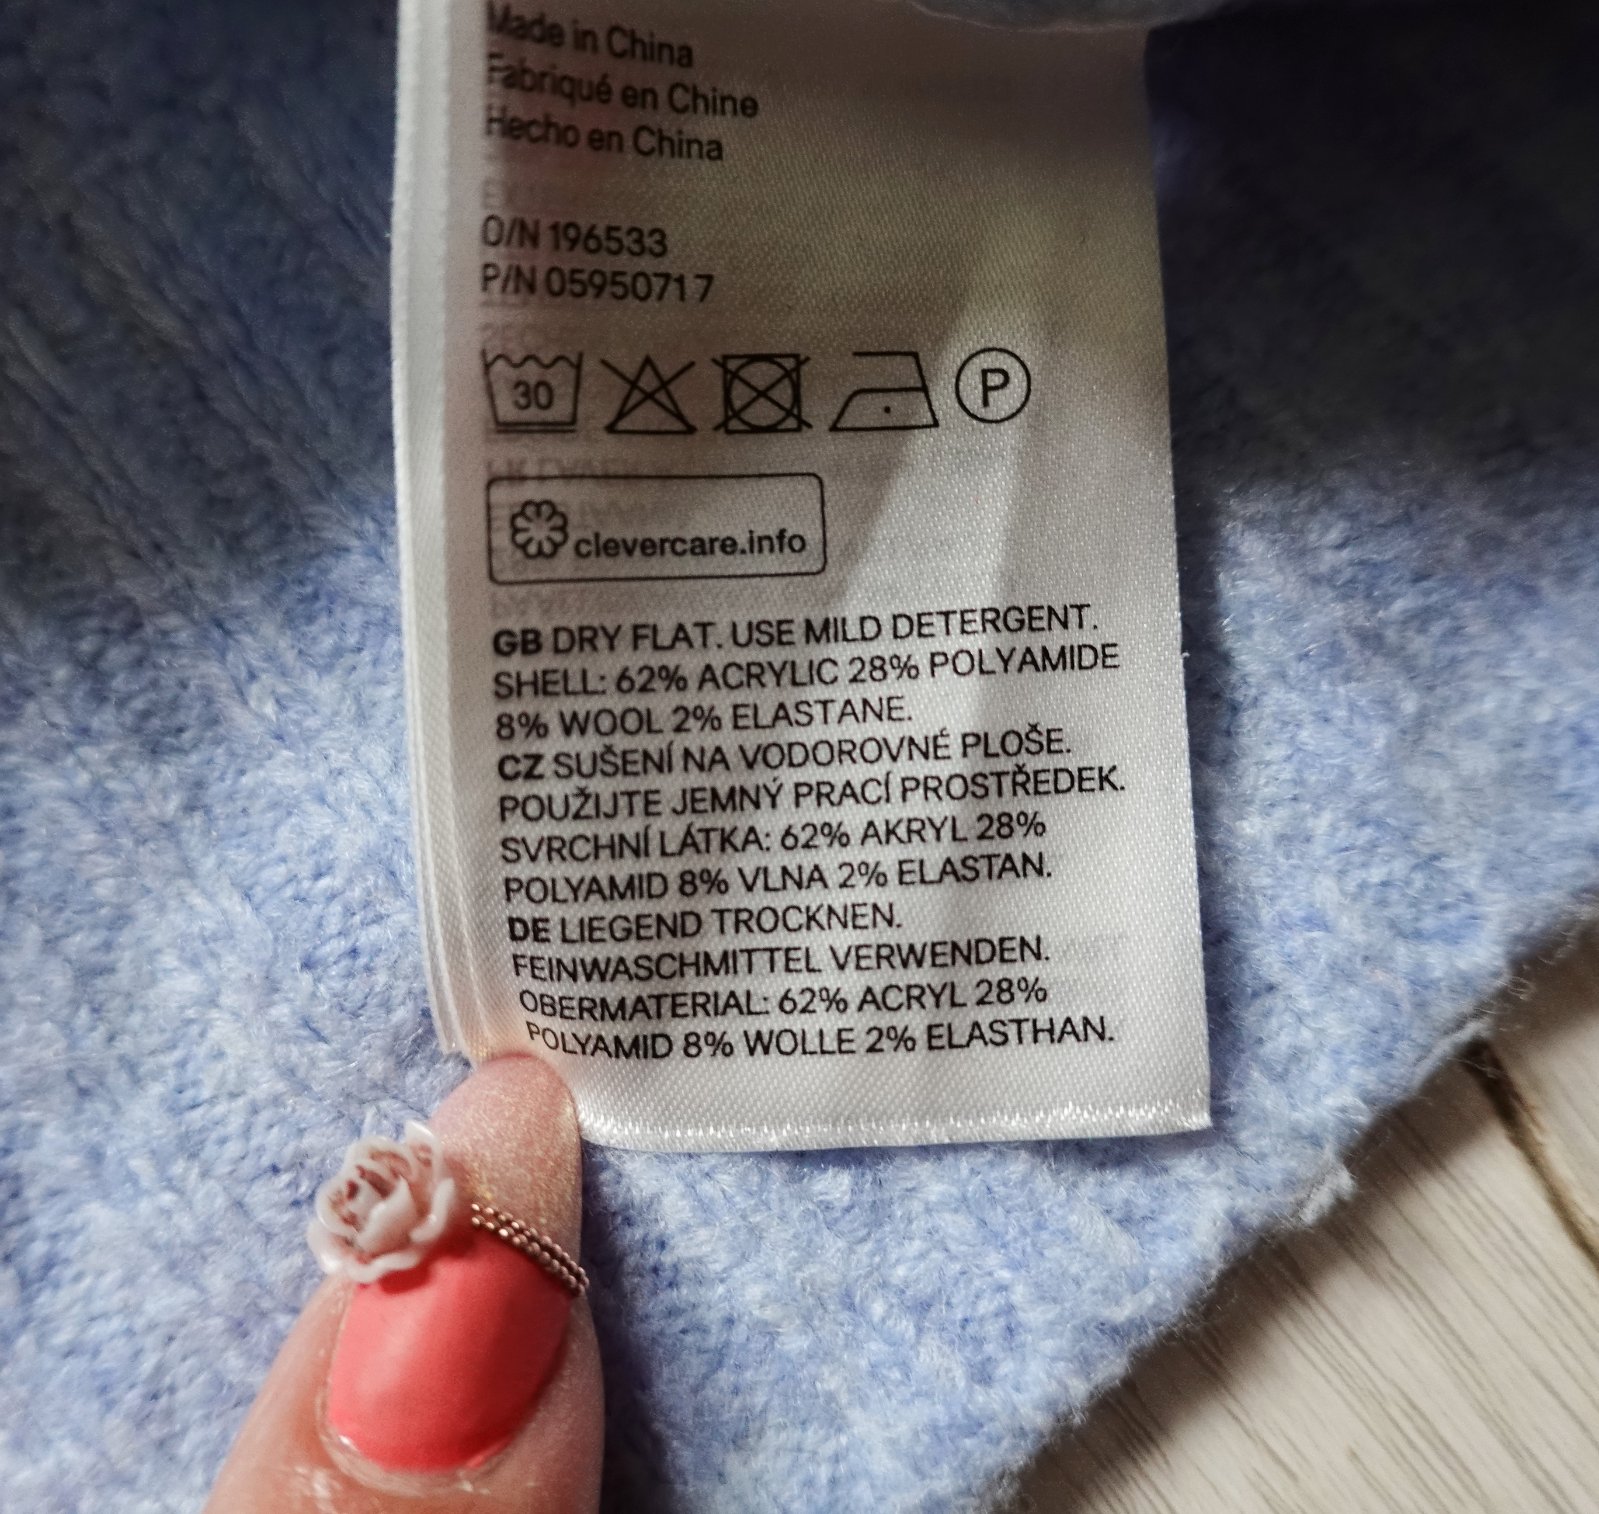 Made in China
Fabriqué en Chine
Hecho en China
O/N 196533
P/N 05950717
30
P
clevercare.info
GB DRY FLAT. USE MILD DETERGENT.
SHELL: 62% ACRYLIC 28% POLYAMIDE
8% WOOL 2% ELASTANE.
CZ SUŠENÍ NA VODOROVNÉ PLOŠE.
POUŽIJTE JEMNÝ PRACÍ PROSTŘEDEK.
SVRCHNÍ LÁTKA: 62% AKRYL 28%
POLYAMID 8% VLNA 2% ELASTAN.
DE LIEGEND TROCKNEN.
FEINWASCHMITTEL VERWENDEN.
OBERMATERIAL: 62% ACRYL 28%
POLYAMID 8% WOLLE 2% ELASTHAN.